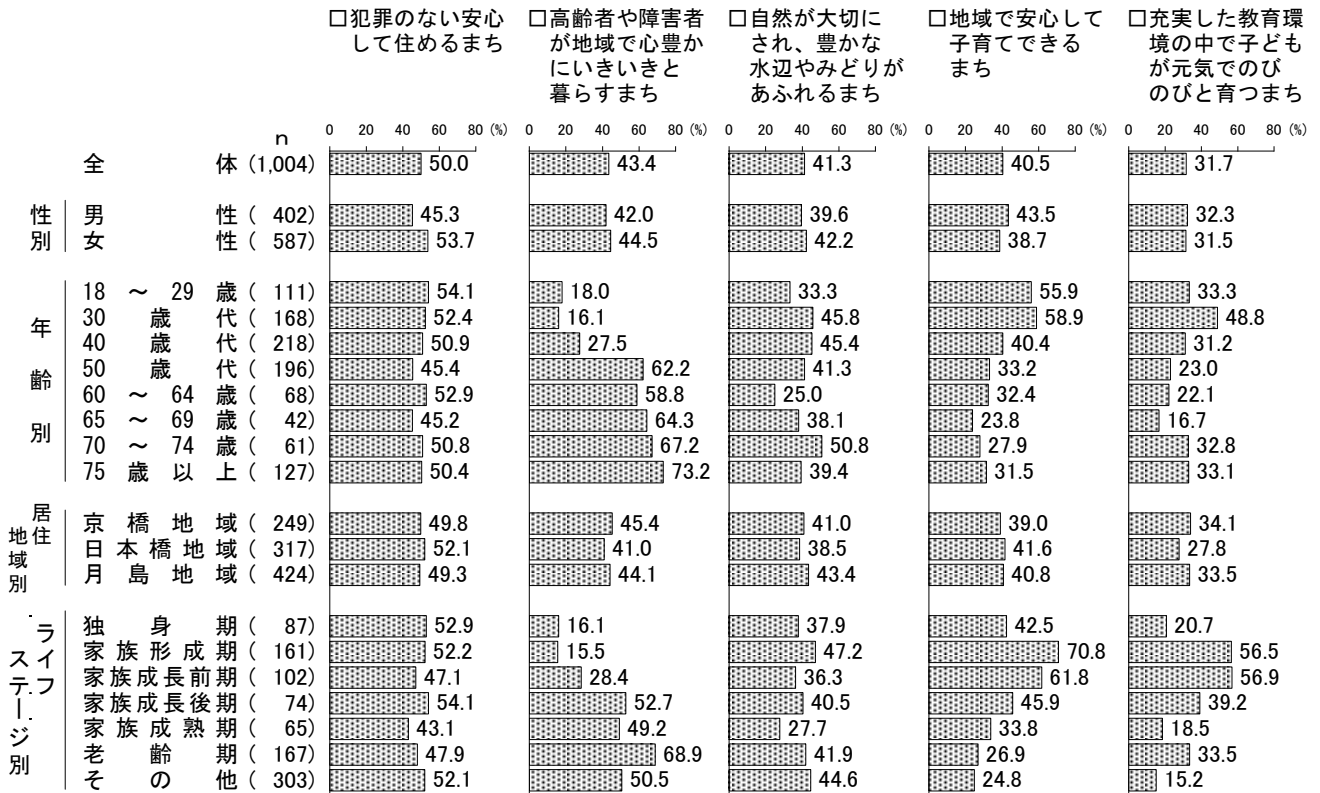 □犯罪のない安心
して住めるまち
□高齢者や障害者
が地域で心豊か
にいきいきと
暮らすまち
□自然が大切に
され、豊かな
水辺やみどりが
あふれるまち
□地域で安心して
子育てできる
まち
□充実した教育環
境の中で子ども
が元気でのび
のびと育つまち
n
0 20 40 60 80 (%) 0 20 40 60 80 (%) 0 20 40 60 80 (%) 0 20 40 60 80 (%) 0 20 40 60 80 (%)
全体 (1,004) 50.0 43.4 41.3 40.5 31.7
性別
男性 ( 402) 45.3 42.0 39.6 43.5 32.3
女性 ( 587) 53.7 44.5 42.2 38.7 31.5
年齢別
18 ～ 29 歳 ( 111) 54.1 18.0 33.3 55.9 33.3
30 歳代 ( 168) 52.4 16.1 45.8 58.9 48.8
40 歳代 ( 218) 50.9 27.5 45.4 40.4 31.2
50 歳代 ( 196) 45.4 62.2 41.3 33.2 23.0
60 ～ 64 歳 ( 68) 52.9 58.8 25.0 32.4 22.1
65 ～ 69 歳 ( 42) 45.2 64.3 38.1 23.8 16.7
70 ～ 74 歳 ( 61) 50.8 67.2 50.8 27.9 32.8
75 歳以上 ( 127) 50.4 73.2 39.4 31.5 33.1
居住
地域別
京橋地域 ( 249) 49.8 45.4 41.0 39.0 34.1
日本橋地域 ( 317) 52.1 41.0 38.5 41.6 27.8
月島地域 ( 424) 49.3 44.1 43.4 40.8 33.5
ライフ
ステージ別
独身期 ( 87) 52.9 16.1 37.9 42.5 20.7
家族形成期 ( 161) 52.2 15.5 47.2 70.8 56.5
家族成長前期 ( 102) 47.1 28.4 36.3 61.8 56.9
家族成長後期 ( 74) 54.1 52.7 40.5 45.9 39.2
家族成熟期 ( 65) 43.1 49.2 27.7 33.8 18.5
老齢期 ( 167) 47.9 68.9 41.9 26.9 33.5
その他 ( 303) 52.1 50.5 44.6 24.8 15.2